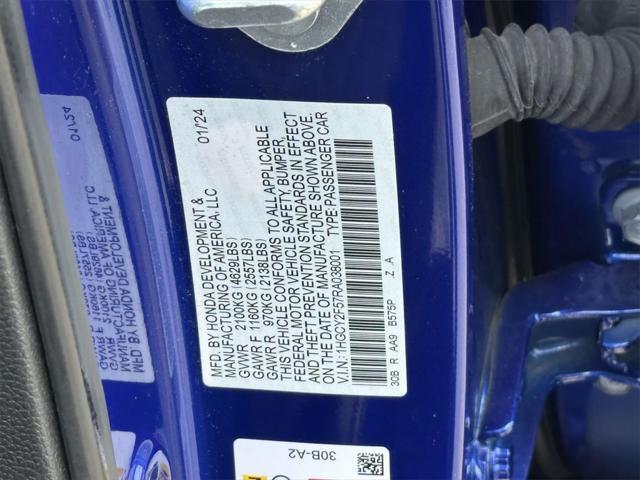 MFD. BY HONDA DEVELOPMENT & 01/24
MANUFACTURING OF AMERICA, LLC
GVWR 2100KG(4629LBS)
GAWR F 1160KG(2557LBS)
GAWR R 970KG(2138LBS)
THIS VEHICLE CONFORMS TO ALL APPLICABLE
FEDERAL MOTOR VEHICLE SAFETY, BUMPER,
AND THEFT PREVENTION STANDARDS IN EFFECT
ON THE DATE OF MANUFACTURE SHOWN ABOVE.
V.I.N.: 1HGCY2F57RA038001 TYPE:PASSENGER CAR
30B R AA9 B575P Z A
30B-A2